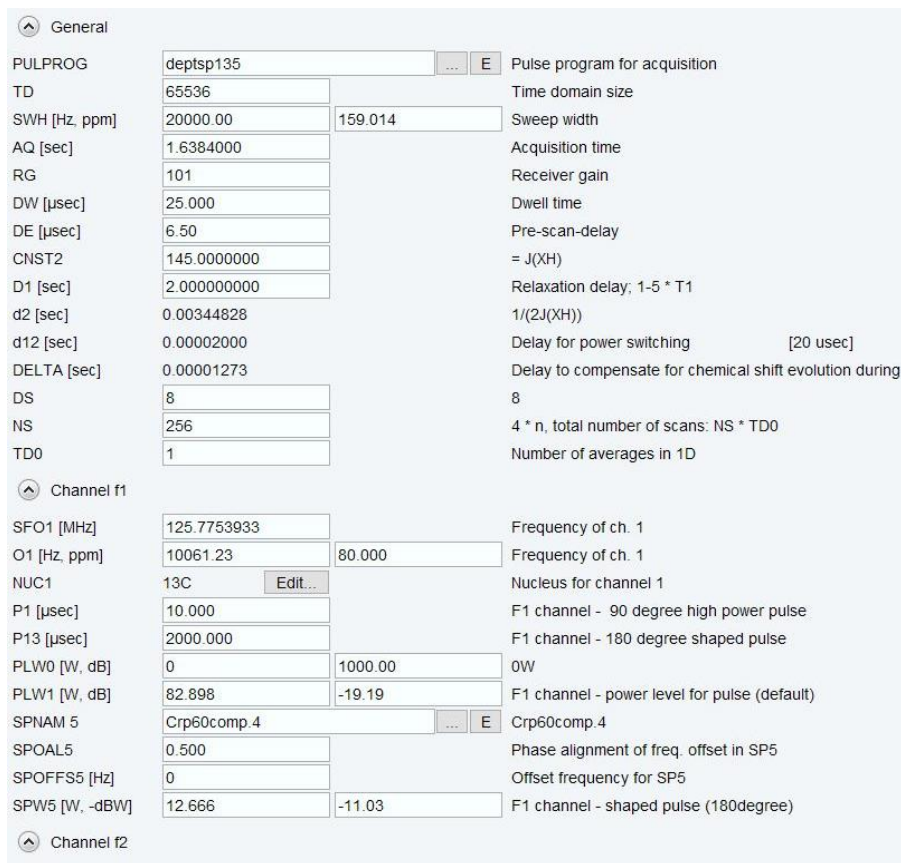 General
PULPROG deptsp135 ... E Pulse program for acquisition
TD 65536 Time domain size
SWH [Hz, ppm] 20000.00 159.014 Sweep width
AQ [sec] 1.6384000 Acquisition time
RG 101 Receiver gain
DW [µsec] 25.000 Dwell time
DE [µsec] 6.50 Pre-scan-delay
CNST2 145.0000000 = J(XH)
D1 [sec] 2.000000000 Relaxation delay; 1-5 * T1
d2 [sec] 0.00344828 1/(2J(XH))
d12 [sec] 0.00002000 Delay for power switching [20 usec]
DELTA [sec] 0.00001273 Delay to compensate for chemical shift evolution during
DS 8 8
NS 256 4 * n, total number of scans: NS * TD0
TD0 1 Number of averages in 1D
Channel f1
SFO1 [MHz] 125.7753933 Frequency of ch. 1
O1 [Hz, ppm] 10061.23 80.000 Frequency of ch. 1
NUC1 13C Edit... Nucleus for channel 1
P1 [µsec] 10.000 F1 channel - 90 degree high power pulse
P13 [µsec] 2000.000 F1 channel - 180 degree shaped pulse
PLW0 [W, dB] 0 1000.00 0W
PLW1 [W, dB] 82.898 -19.19 F1 channel - power level for pulse (default)
SPNAM 5 Crp60comp.4 ... E Crp60comp.4
SPOAL5 0.500 Phase alignment of freq. offset in SP5
SPOFFS5 [Hz] 0 Offset frequency for SP5
SPW5 [W, -dBW] 12.666 -11.03 F1 channel - shaped pulse (180degree)
Channel f2